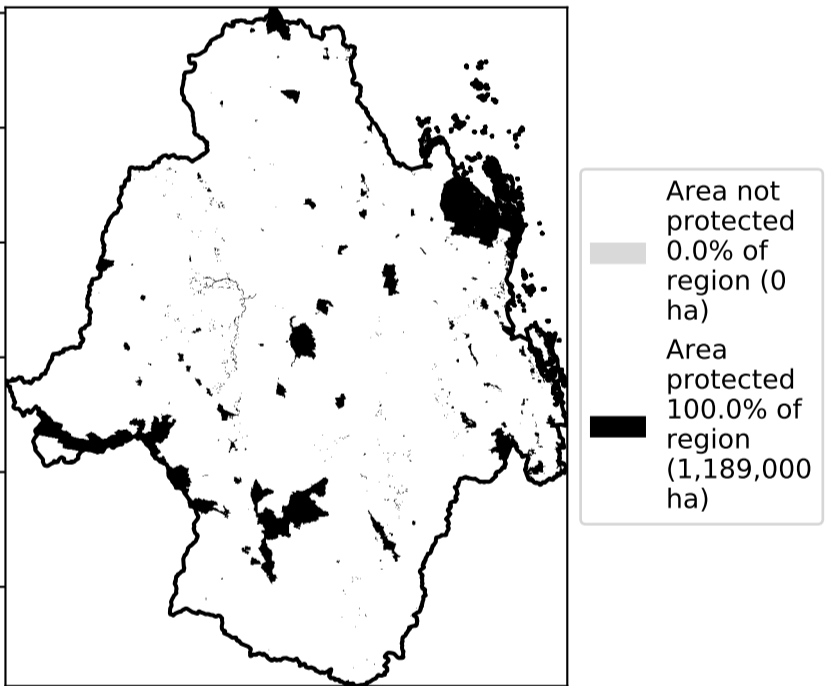 Area not
protected
0.0% of
region (0
ha)
Area
protected
100.0% of
region
(1,189,000
ha)